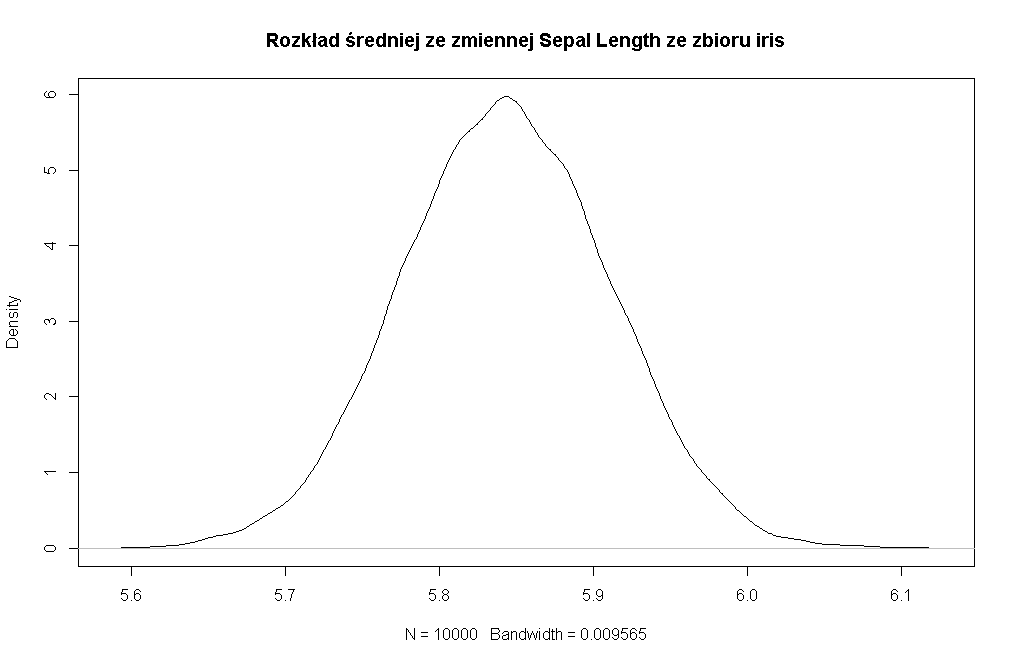 Rozkład średniej ze zmiennej Sepal Length ze zbioru iris
Density
6
5
4
3
2
1
0
5.6 5.7 5.8 5.9 6.0 6.1
N = 10000 Bandwidth = 0.009565